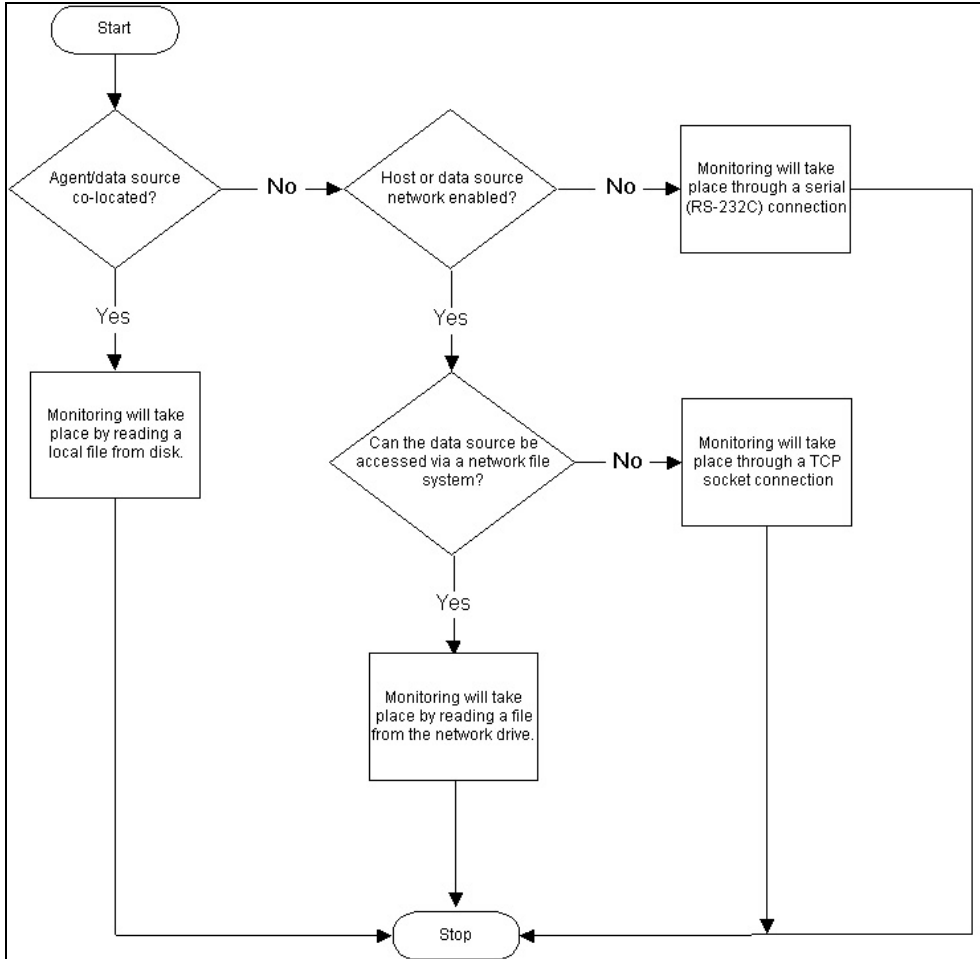 Start
Agent/data source
co-located?
No
Host or data source
network enabled?
No
Monitoring will take
place through a serial
(RS-232C) connection
Yes
Yes
Monitoring will take
place by reading a
local file from disk.
Can the data source be
accessed via a network file
system?
No
Monitoring will take
place through a TCP
socket connection
Yes
Monitoring will take
place by reading a file
from the network drive.
Stop